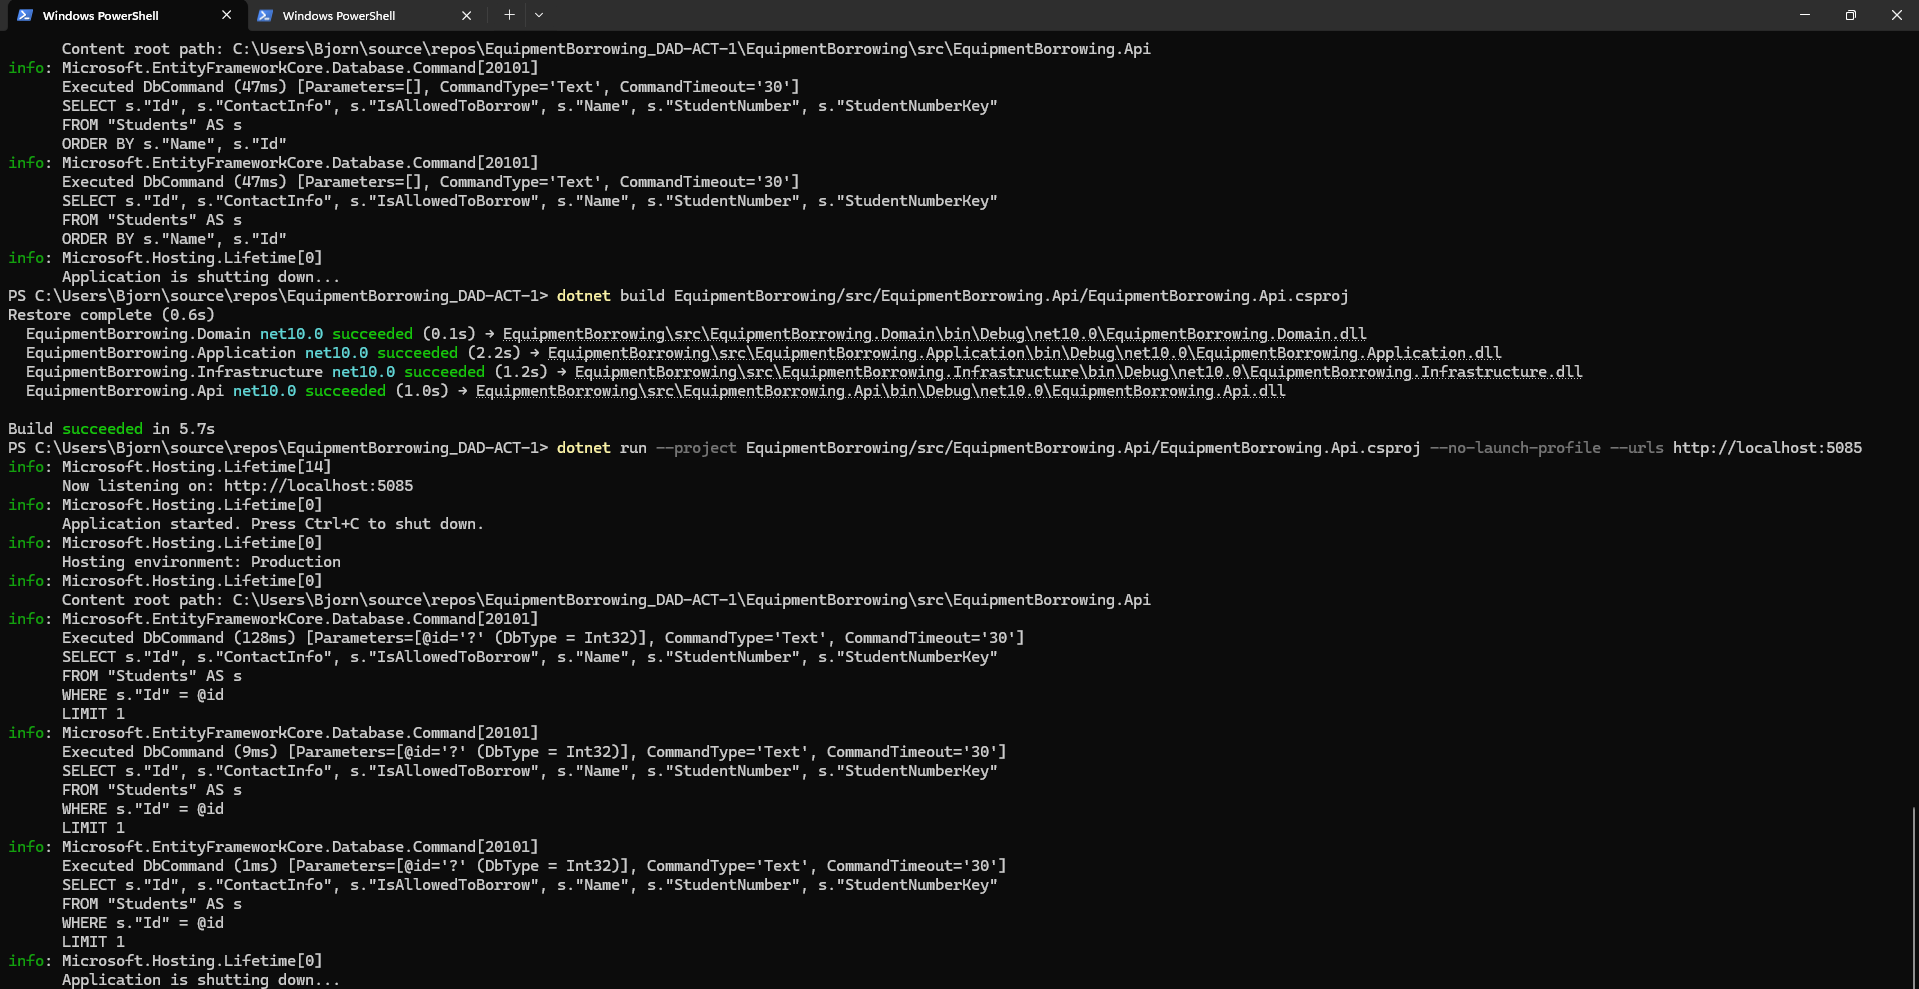 Windows PowerShell
Windows PowerShell
Content root path: C:\Users\Bjorn\source\repos\EquipmentBorrowing_DAD-ACT-1\EquipmentBorrowing\src\EquipmentBorrowing.Api
info: Microsoft.EntityFrameworkCore.Database.Command[20101]
Executed DbCommand (47ms) [Parameters=[], CommandType='Text', CommandTimeout='30']
SELECT s."Id", s."ContactInfo", s."IsAllowedToBorrow", s."Name", s."StudentNumber", s."StudentNumberKey"
FROM "Students" AS s
ORDER BY s."Name", s."Id"
info: Microsoft.EntityFrameworkCore.Database.Command[20101]
Executed DbCommand (47ms) [Parameters=[], CommandType='Text', CommandTimeout='30']
SELECT s."Id", s."ContactInfo", s."IsAllowedToBorrow", s."Name", s."StudentNumber", s."StudentNumberKey"
FROM "Students" AS s
ORDER BY s."Name", s."Id"
info: Microsoft.Hosting.Lifetime[0]
Application is shutting down...
PS C:\Users\Bjorn\source\repos\EquipmentBorrowing_DAD-ACT-1> dotnet build EquipmentBorrowing/src/EquipmentBorrowing.Api/EquipmentBorrowing.Api.csproj
Restore complete (0.6s)
EquipmentBorrowing.Domain net10.0 succeeded (0.1s) → EquipmentBorrowing\src\EquipmentBorrowing.Domain\bin\Debug\net10.0\EquipmentBorrowing.Domain.dll
EquipmentBorrowing.Application net10.0 succeeded (2.2s) → EquipmentBorrowing\src\EquipmentBorrowing.Application\bin\Debug\net10.0\EquipmentBorrowing.Application.dll
EquipmentBorrowing.Infrastructure net10.0 succeeded (1.2s) → EquipmentBorrowing\src\EquipmentBorrowing.Infrastructure\bin\Debug\net10.0\EquipmentBorrowing.Infrastructure.dll
EquipmentBorrowing.Api net10.0 succeeded (1.0s) → EquipmentBorrowing\src\EquipmentBorrowing.Api\bin\Debug\net10.0\EquipmentBorrowing.Api.dll
Build succeeded in 5.7s
PS C:\Users\Bjorn\source\repos\EquipmentBorrowing_DAD-ACT-1> dotnet run --project EquipmentBorrowing/src/EquipmentBorrowing.Api/EquipmentBorrowing.Api.csproj --no-launch-profile --urls http://localhost:5085
info: Microsoft.Hosting.Lifetime[14]
Now listening on: http://localhost:5085
info: Microsoft.Hosting.Lifetime[0]
Application started. Press Ctrl+C to shut down.
info: Microsoft.Hosting.Lifetime[0]
Hosting environment: Production
info: Microsoft.Hosting.Lifetime[0]
Content root path: C:\Users\Bjorn\source\repos\EquipmentBorrowing_DAD-ACT-1\EquipmentBorrowing\src\EquipmentBorrowing.Api
info: Microsoft.EntityFrameworkCore.Database.Command[20101]
Executed DbCommand (128ms) [Parameters=[@id='?' (DbType = Int32)], CommandType='Text', CommandTimeout='30']
SELECT s."Id", s."ContactInfo", s."IsAllowedToBorrow", s."Name", s."StudentNumber", s."StudentNumberKey"
FROM "Students" AS s
WHERE s."Id" = @id
LIMIT 1
info: Microsoft.EntityFrameworkCore.Database.Command[20101]
Executed DbCommand (9ms) [Parameters=[@id='?' (DbType = Int32)], CommandType='Text', CommandTimeout='30']
SELECT s."Id", s."ContactInfo", s."IsAllowedToBorrow", s."Name", s."StudentNumber", s."StudentNumberKey"
FROM "Students" AS s
WHERE s."Id" = @id
LIMIT 1
info: Microsoft.EntityFrameworkCore.Database.Command[20101]
Executed DbCommand (1ms) [Parameters=[@id='?' (DbType = Int32)], CommandType='Text', CommandTimeout='30']
SELECT s."Id", s."ContactInfo", s."IsAllowedToBorrow", s."Name", s."StudentNumber", s."StudentNumberKey"
FROM "Students" AS s
WHERE s."Id" = @id
LIMIT 1
info: Microsoft.Hosting.Lifetime[0]
Application is shutting down...